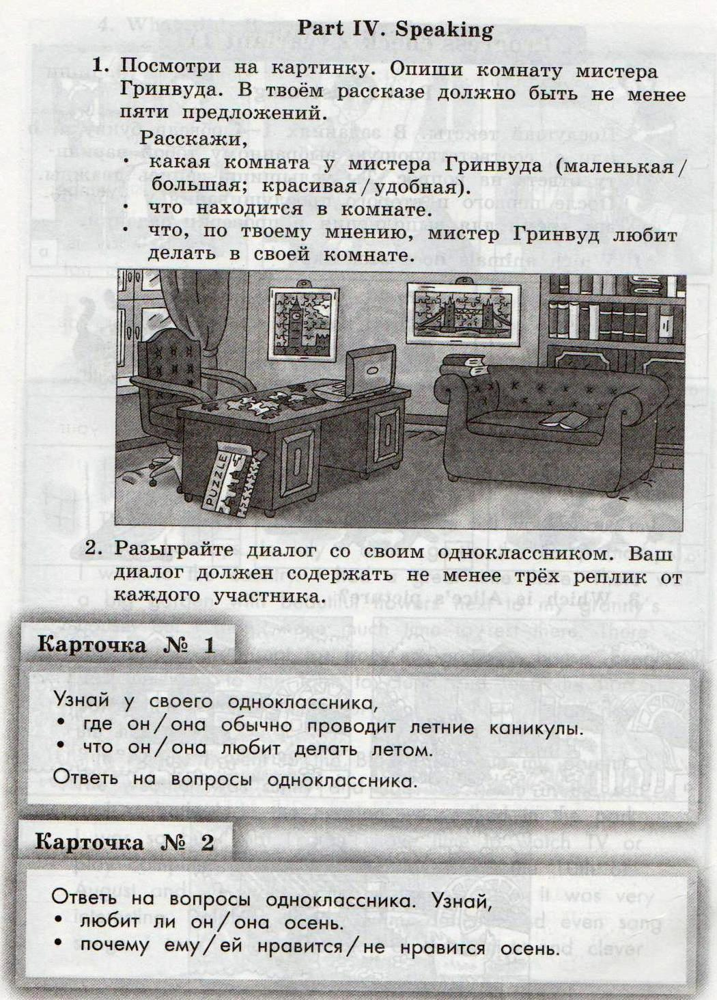 Part IV. Speaking
1. Посмотри на картинку. Опиши комнату мистера
Гринвуда. В твоём рассказе должно быть не менее
пяти предложений.
Расскажи,
• какая комната у мистера Гринвуда (маленькая/
большая; красивая/удобная).
• что находится в комнате.
• что, по твоему мнению, мистер Гринвуд любит
делать в своей комнате.
PUZZLE
2. Разыграйте диалог со своим одноклассником. Ваш
диалог должен содержать не менее трёх реплик от
каждого участника.
Карточка № 1
Узнай у своего одноклассника,
• где он/она обычно проводит летние каникулы.
• что он/она любит делать летом.
Ответь на вопросы одноклассника.
Карточка № 2
Ответь на вопросы одноклассника. Узнай,
• любит ли он/она осень.
• почему ему/ей нравится/не нравится осень.